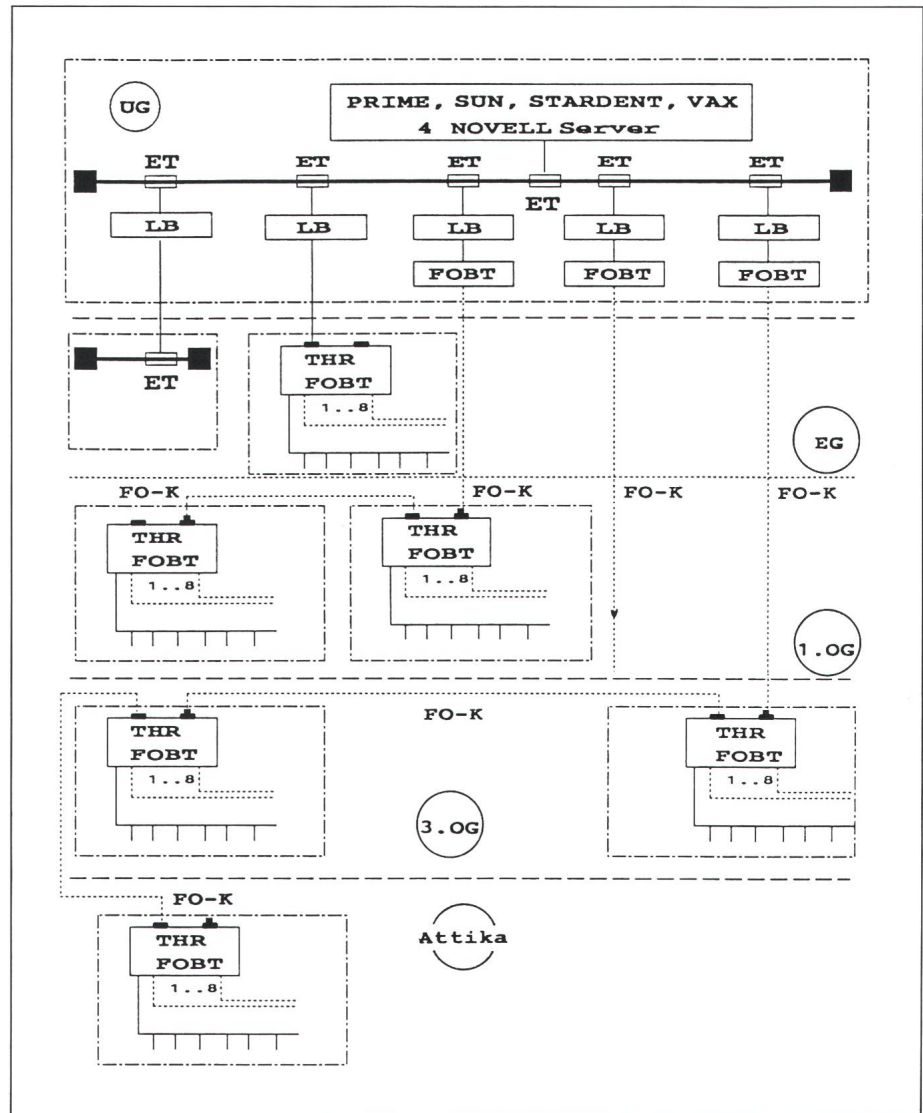 UG
PRIME, SUN, STARDENT, VAX
4 NOVELL Server
ET
ET
ET
ET
ET
ET
LB
LB
LB
LB
LB
FOBT
FOBT
FOBT
ET
THR
FOBT
1..8
EG
FO-K
FO-K
FO-K
FO-K
THR
FOBT
1..8
THR
FOBT
1..8
1.OG
FO-K
THR
FOBT
1..8
THR
FOBT
1..8
3.OG
FO-K
Attika
THR
FOBT
1..8